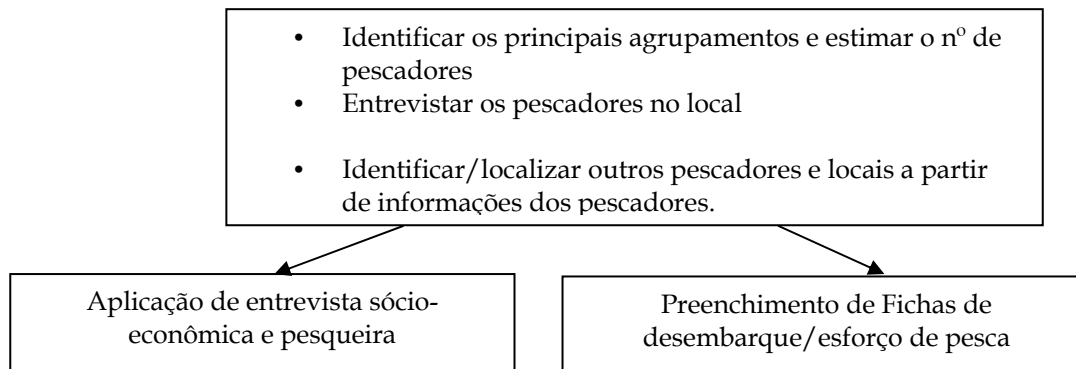 • Identificar os principais agrupamentos e estimar o nº de
pescadores
• Entrevistar os pescadores no local
• Identificar/localizar outros pescadores e locais a partir
de informações dos pescadores.
Aplicação de entrevista sócio-
econômica e pesqueira
Preenchimento de Fichas de
desembarque/esforço de pesca